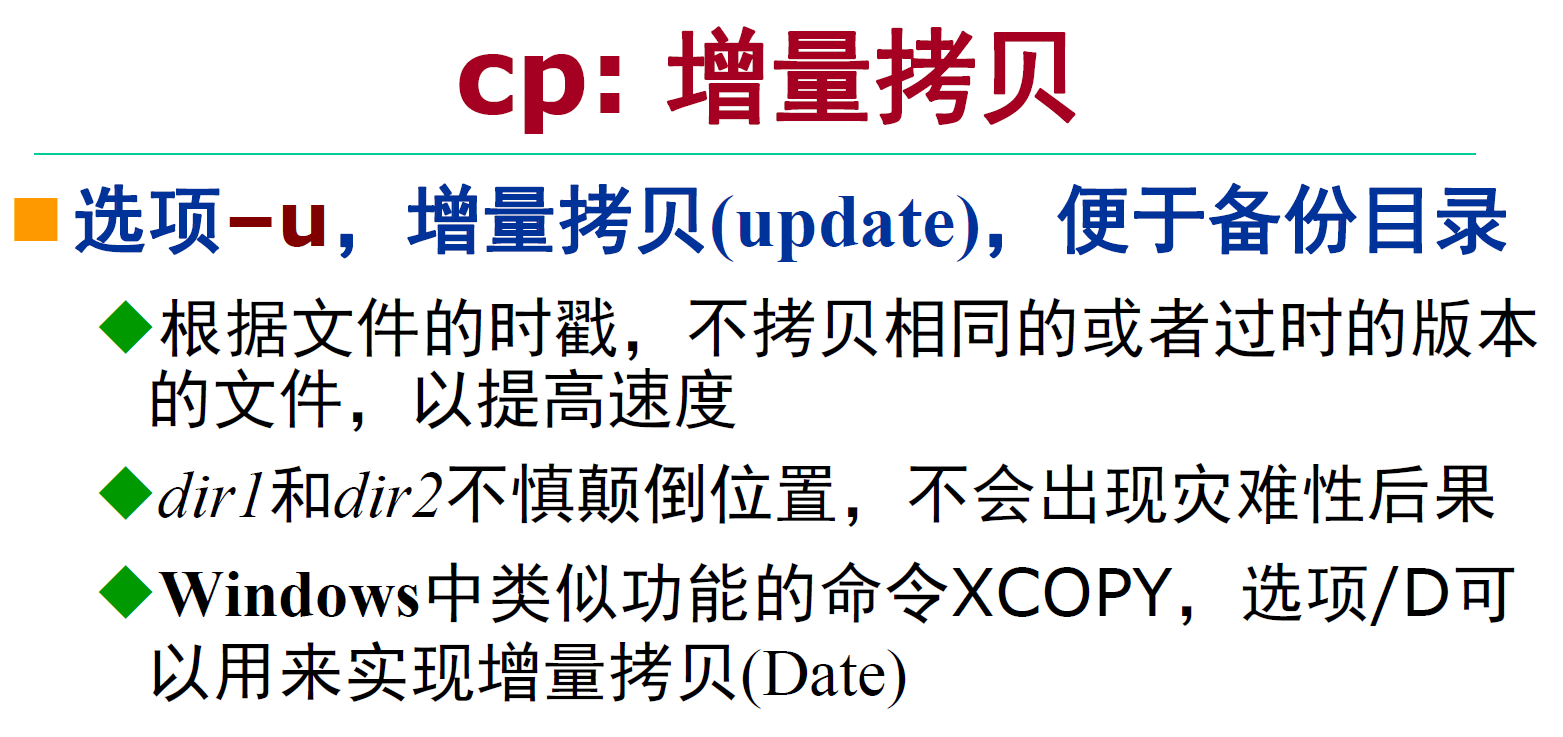 cp: 增量拷贝
选项–u，增量拷贝(update)，便于备份目录
根据文件的时戳，不拷贝相同的或者过时的版本
的文件，以提高速度
dir1和dir2不慎颠倒位置，不会出现灾难性后果
Windows中类似功能的命令XCOPY，选项/D可
以用来实现增量拷贝(Date)